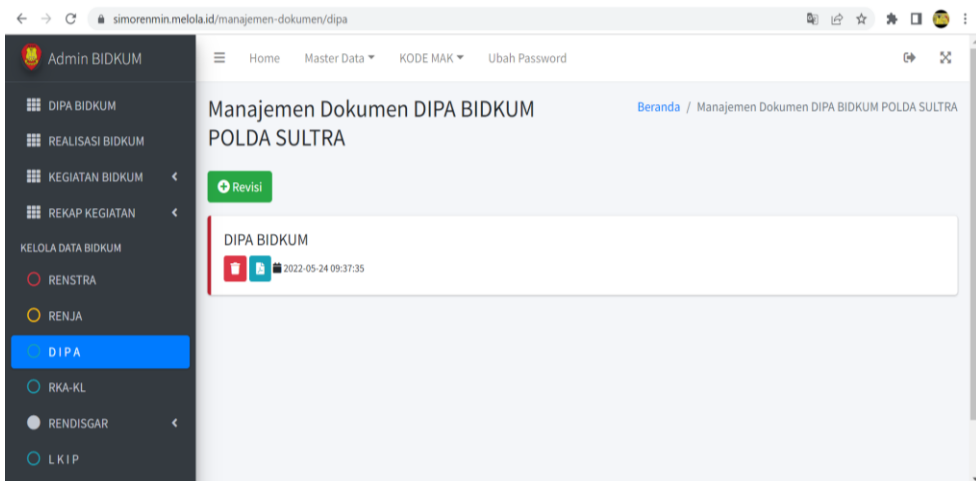 simorenmin.melola.id/manajemen-dokumen/dipa
Admin BIDKUM
Home Master Data KODE MAK Ubah Password
DIPA BIDKUM
REALISASI BIDKUM
KEGIATAN BIDKUM
REKAP KEGIATAN
KELOLA DATA BIDKUM
RENSTRA
RENJA
D I P A
RKA-KL
RENDISGAR
L K I P
Manajemen Dokumen DIPA BIDKUM
POLDA SULTRA
Beranda / Manajemen Dokumen DIPA BIDKUM POLDA SULTRA
Revisi
DIPA BIDKUM
2022-05-24 09:37:35